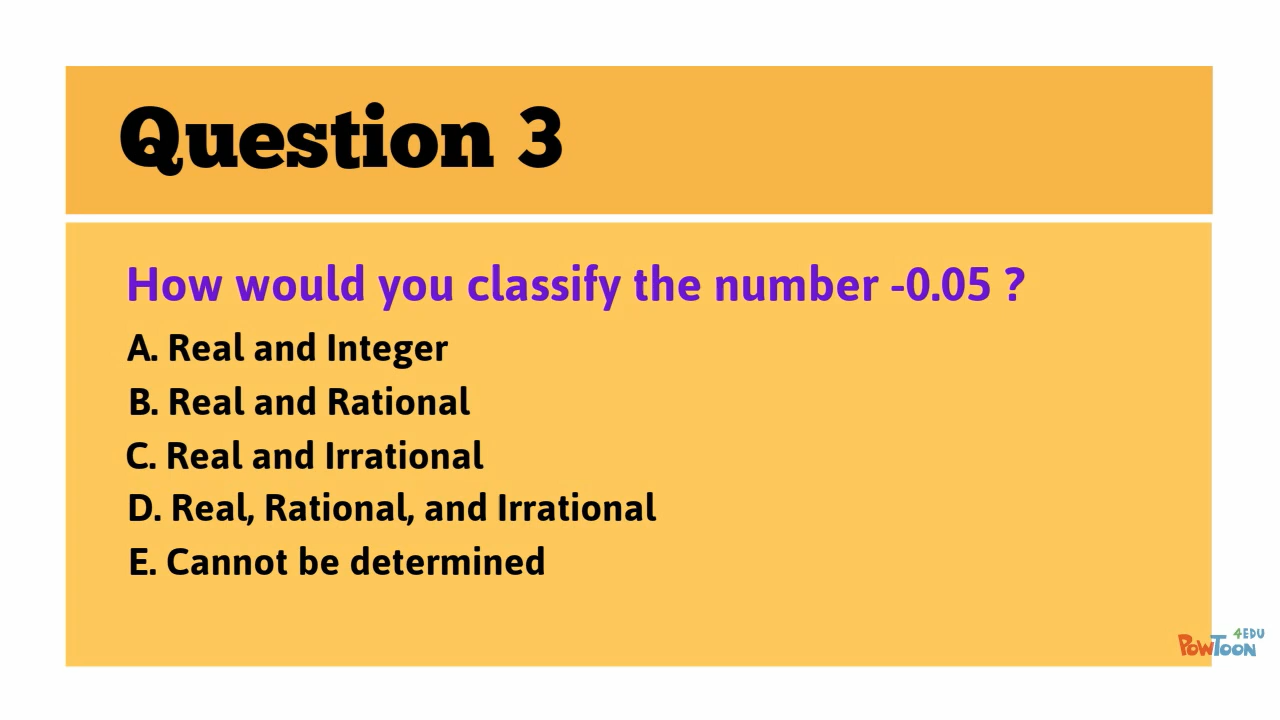 Question 3
How would you classify the number -0.05 ?
A. Real and Integer
B. Real and Rational
C. Real and Irrational
D. Real, Rational, and Irrational
E. Cannot be determined
4EDU
POWTOON